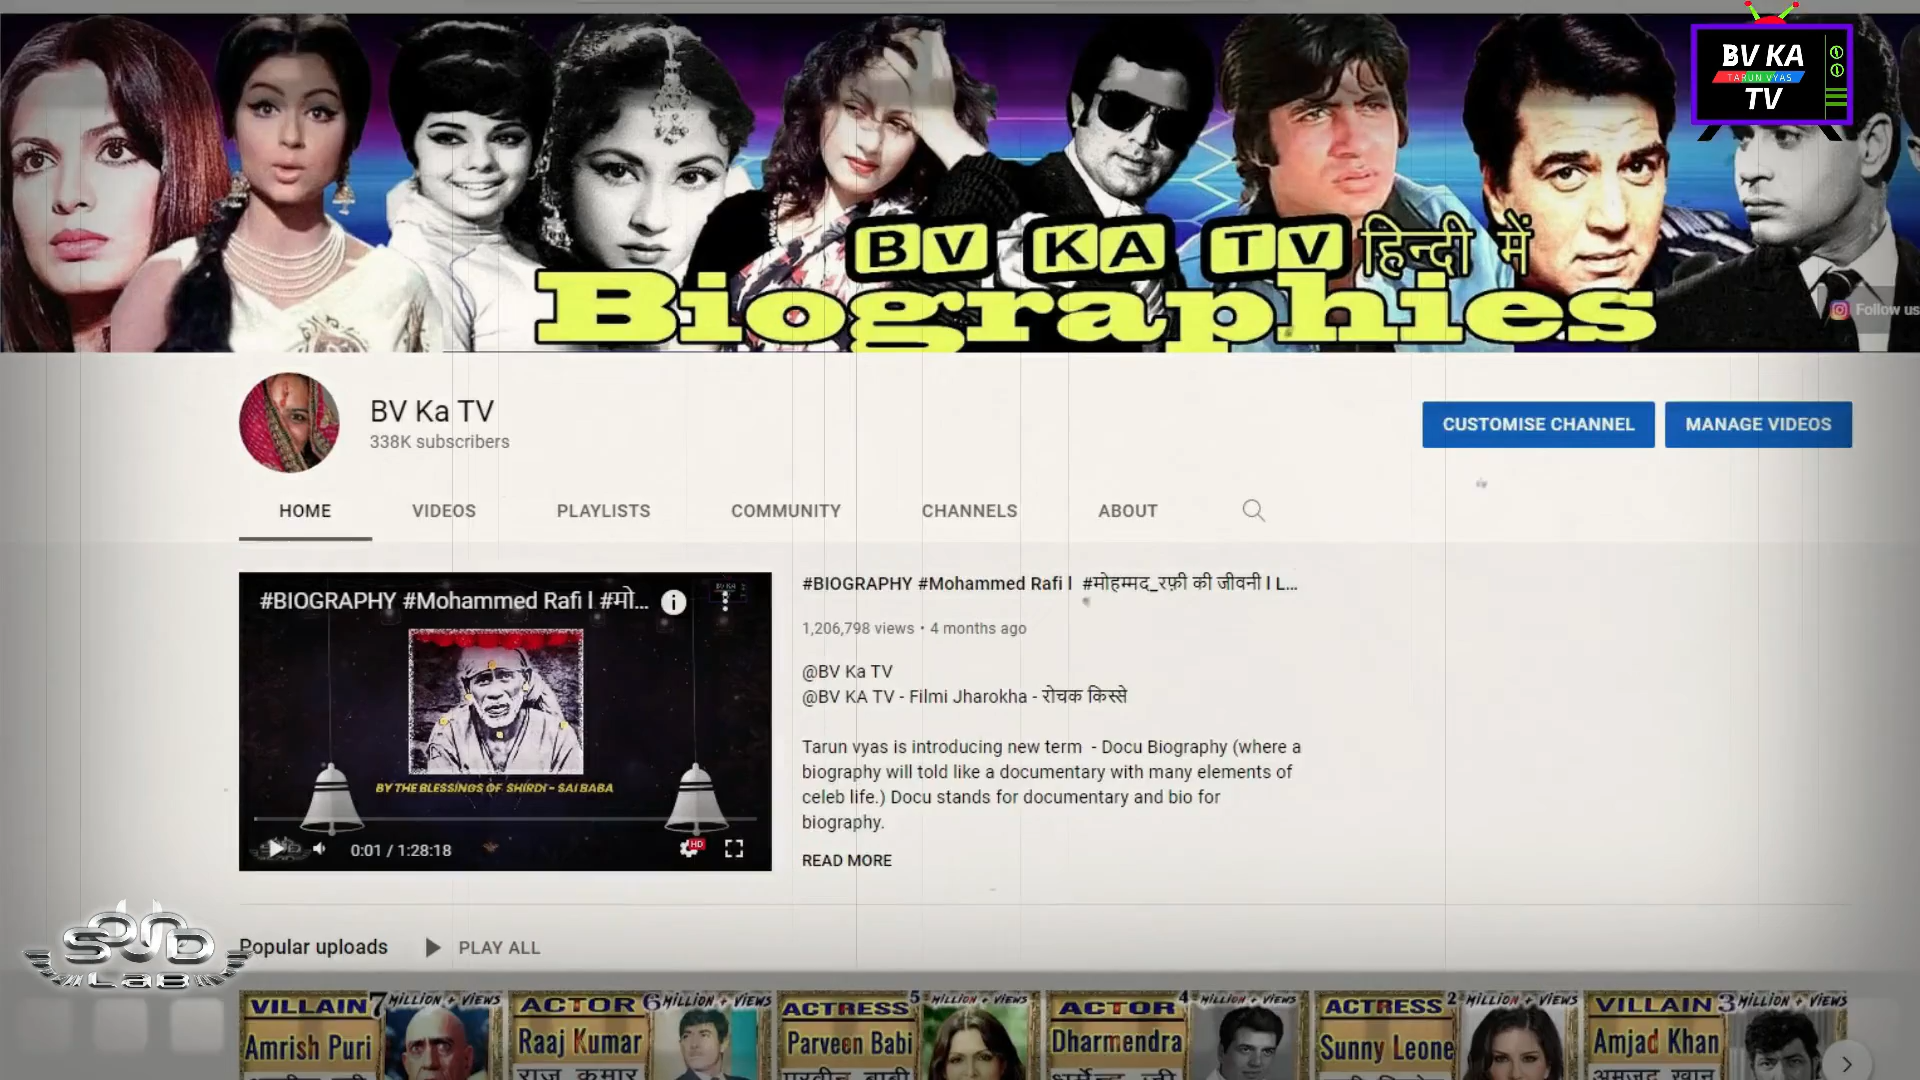 BV KA
TARUN VYAS
TV
BV KA TV हिन्दी में
Biographies
Follow us
BV Ka TV
338K subscribers
CUSTOMISE CHANNEL
MANAGE VIDEOS
HOME
VIDEOS
PLAYLISTS
COMMUNITY
CHANNELS
ABOUT
#BIOGRAPHY #Mohammed Rafi l #मो...
BY THE BLESSINGS OF SHIRDI - SAI BABA
0:01 / 1:28:18
HD
#BIOGRAPHY #Mohammed Rafi l #मोहम्मद_रफ़ी की जीवनी l L...
1,206,798 views • 4 months ago
@BV Ka TV
@BV KA TV - Filmi Jharokha - रोचक किस्से
Tarun vyas is introducing new term - Docu Biography (where a
biography will told like a documentary with many elements of
celeb life.) Docu stands for documentary and bio for
biography.
READ MORE
SOUND
LAB
Popular uploads
PLAY ALL
VILLAIN 7 MILLION + VIEWS
Amrish Puri
ACTOR 6 MILLION + VIEWS
Raaj Kumar
राज कुमार
ACTRESS 5 MILLION + VIEWS
Parveen Babi
परवीन बाबी
ACTOR 4 MILLION + VIEWS
Dharmendra
धर्मेन्द्र जी
ACTRESS 2 MILLION + VIEWS
Sunny Leone
VILLAIN 3 MILLION + VIEWS
Amjad Khan
अमजद खान